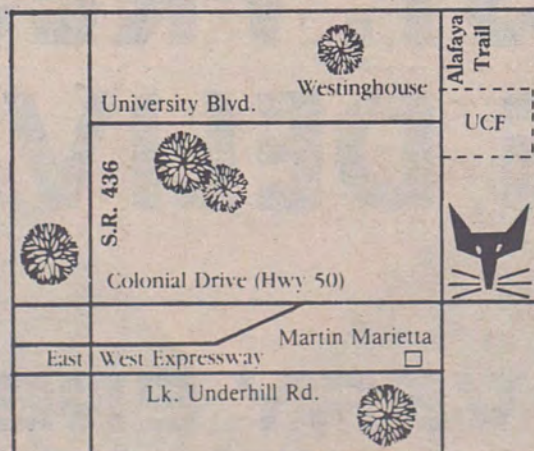 Alafaya
Trail
Westinghouse
University Blvd.
UCF
S.R. 436
Colonial Drive (Hwy 50)
Martin Marietta
East West Expressway
Lk. Underhill Rd.